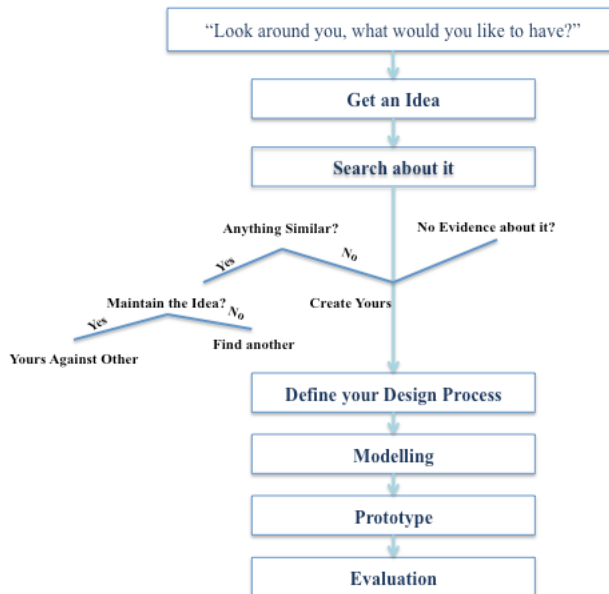 “Look around you, what would you like to have?”
Get an Idea
Search about it
Anything Similar?
No Evidence about it?
Yes
No
Create Yours
Maintain the Idea?
Yes
No
Yours Against Other
Find another
Define your Design Process
Modelling
Prototype
Evaluation